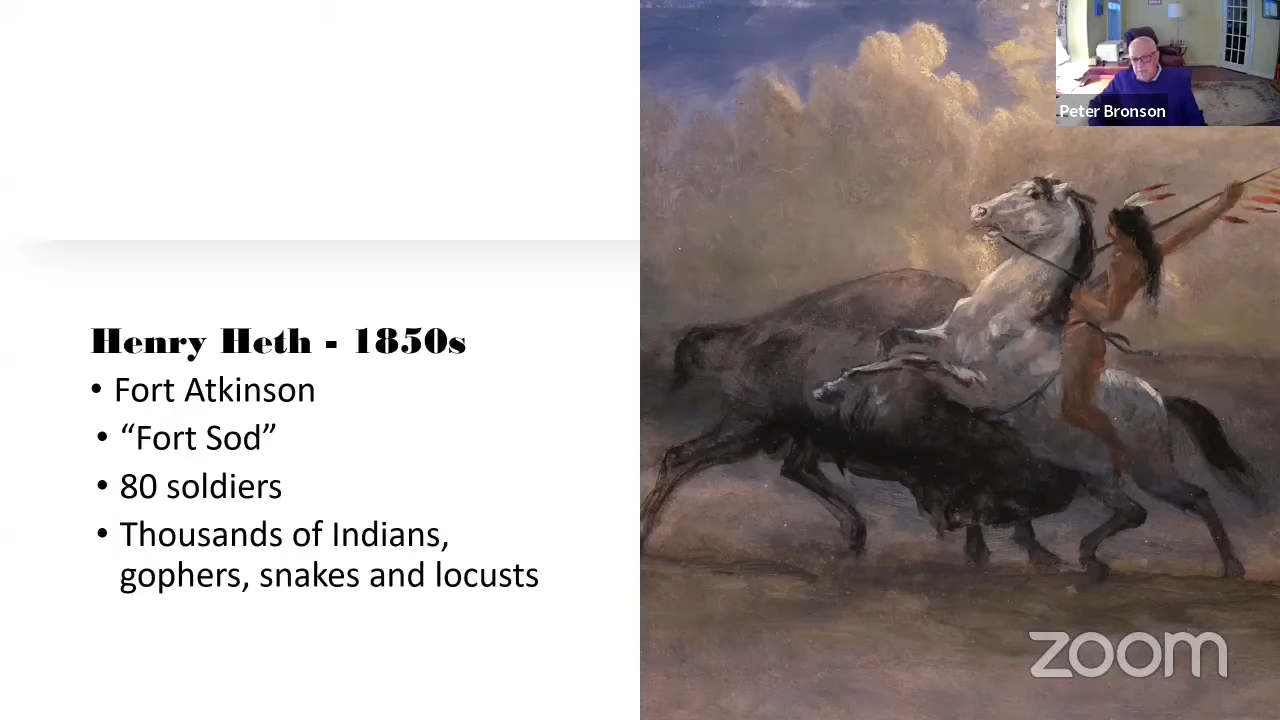 Peter Bronson
Henry Heth - 1850s
• Fort Atkinson
• “Fort Sod”
• 80 soldiers
• Thousands of Indians,
gophers, snakes and locusts
zoom